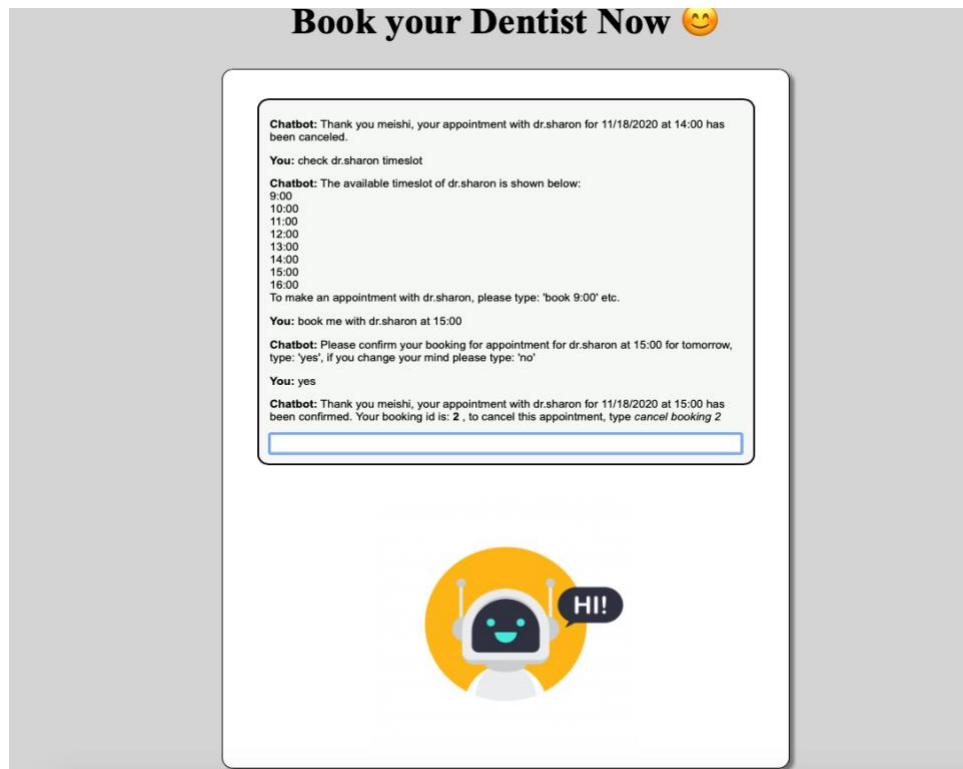 Book your Dentist Now 😊
Chatbot: Thank you meishi, your appointment with dr.sharon for 11/18/2020 at 14:00 has
been canceled.
You: check dr.sharon timeslot
Chatbot: The available timeslot of dr.sharon is shown below:
9:00
10:00
11:00
12:00
13:00
14:00
15:00
16:00
To make an appointment with dr.sharon, please type: 'book 9:00' etc.
You: book me with dr.sharon at 15:00
Chatbot: Please confirm your booking for appointment for dr.sharon at 15:00 for tomorrow,
type: 'yes', if you change your mind please type: 'no'
You: yes
Chatbot: Thank you meishi, your appointment with dr.sharon for 11/18/2020 at 15:00 has
been confirmed. Your booking id is: 2 , to cancel this appointment, type cancel booking 2
HI!